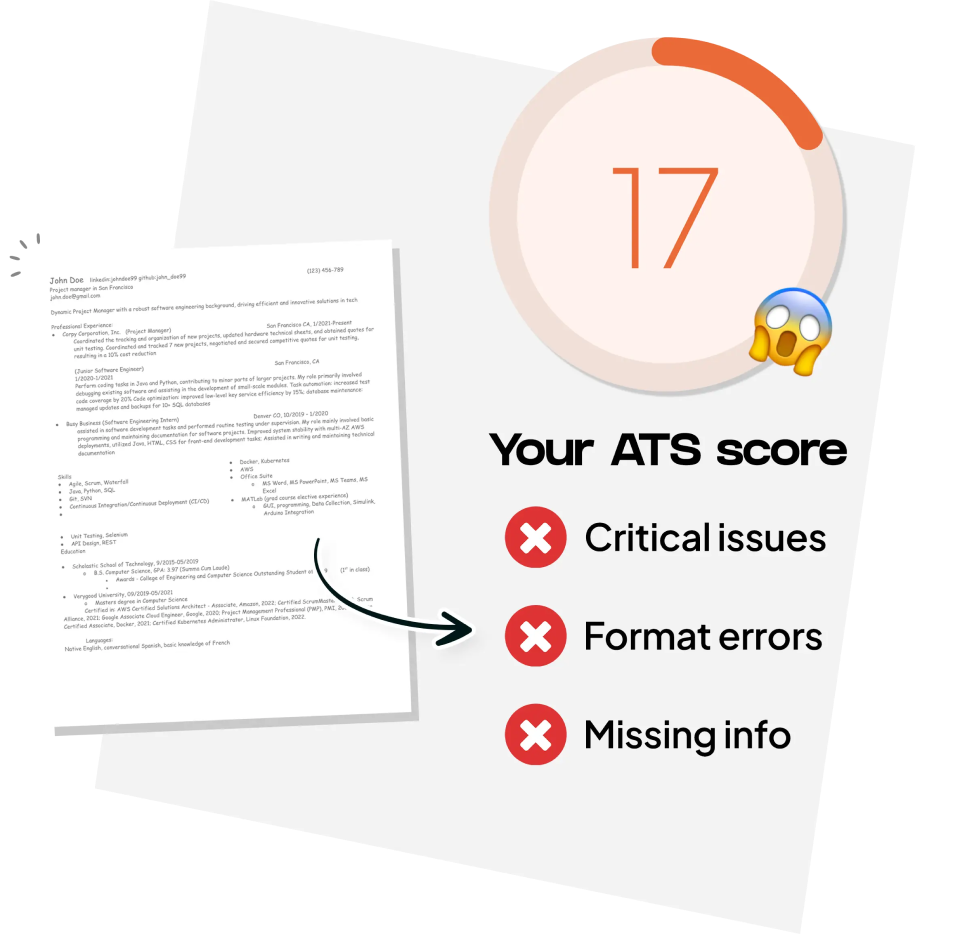 John Doe linkedin:johndoe99 github:john_doe99 (123) 456-789
Project manager in San Francisco
john.doe@gmail.com
Dynamic Project Manager with a robust software engineering background, driving efficient and innovative solutions in tech
Professional Experience:
San Francisco CA, 1/2021-Present
• Corpy Corporation, Inc. (Project Manager)
Coordinated the tracking and organization of new projects, updated hardware technical sheets, and obtained quotes for
unit testing. Coordinated and tracked 7 new projects, negotiated and secured competitive quotes for unit testing,
resulting in a 10% cost reduction
(Junior Software Engineer) San Francisco, CA
1/2020-1/2021
Perform coding tasks in Java and Python, contributing to minor parts of larger projects. My role primarily involved
debugging existing software and assisting in the development of small-scale modules. Task automation: increased test
code coverage by 20% Code optimization: improved low-level key service efficiency by 15%; database maintenance:
managed updates and backups for 10+ SQL databases
• Busy Business (Software Engineering Intern) Denver CO, 10/2019 - 1/2020
assisted in software development tasks and performed routine testing under supervision. My role mainly involved basic
programming and maintaining documentation for software projects. Improved system stability with multi-AZ AWS
deployments, utilized Java, HTML, CSS for front-end development tasks; Assisted in writing and maintaining technical
documentation
Skills
• Agile, Scrum, Waterfall
• Java, Python, SQL
• Git, SVN
• Continuous Integration/Continuous Deployment (CI/CD)
•
• Docker, Kubernetes
• AWS
• Office Suite
o MS Word, MS PowerPoint, MS Teams, MS
Excel
• MATLab (grad course elective experience)
o GUI, programming, Data Collection, Simulink,
Arduino Integration
• Unit Testing, Selenium
• API Design, REST
Education
• Scholastic School of Technology, 9/2015-05/2019
o B.S. Computer Science, GPA: 3.97 (Summa Cum Laude)
• Awards - College of Engineering and Computer Science Outstanding Student 9 (1st in class)
•
• Verygood University, 09/2019-05/2021
o Masters degree in Computer Science
Certified in: AWS Certified Solutions Architect - Associate, Amazon, 2022; Certified Scrum Scrum
Alliance, 2021; Google Associate Cloud Engineer, Google, 2020; Project Management Professional (PMP), PMI,
Certified Associate, Docker, 2021; Certified Kubernetes Administrator, Linux Foundation, 2022.
Languages:
Native English, conversational Spanish, basic knowledge of French
17
Your ATS score
Critical issues
Format errors
Missing info